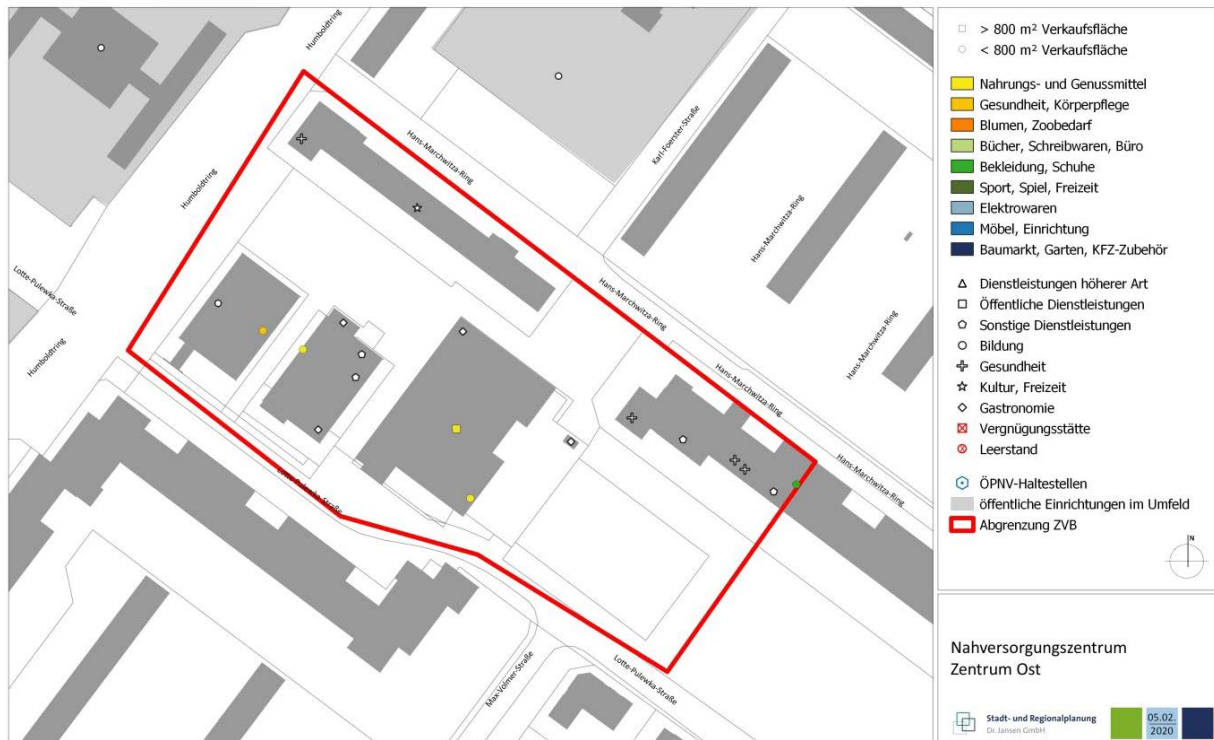 Humboldtring
Hans-Marchwitza-Ring
Karl-Foerster-Straße
Humboldtring
Hans-Marchwitza-Ring
Lotte-Pulewka-Straße
Hans-Marchwitza-Ring
Humboldtring
Hans-Marchwitza-Ring
Hans-Marchwitza-Ring
Hans-Marchwitza-Ring
Lotte-Pulewka-Straße
Max-Volmer-Straße
Lotte-Pulewka-Straße
> 800 m² Verkaufsfläche
< 800 m² Verkaufsfläche
Nahrungs- und Genussmittel
Gesundheit, Körperpflege
Blumen, Zoobedarf
Bücher, Schreibwaren, Büro
Bekleidung, Schuhe
Sport, Spiel, Freizeit
Elektrowaren
Möbel, Einrichtung
Baumarkt, Garten, KFZ-Zubehör
Dienstleistungen höherer Art
Öffentliche Dienstleistungen
Sonstige Dienstleistungen
Bildung
Gesundheit
Kultur, Freizeit
Gastronomie
Vergnügungsstätte
Leerstand
ÖPNV-Haltestellen
öffentliche Einrichtungen im Umfeld
Abgrenzung ZVB
N
Nahversorgungszentrum
Zentrum Ost
Stadt- und Regionalplanung
Dr. Jansen GmbH
05.02.
2020